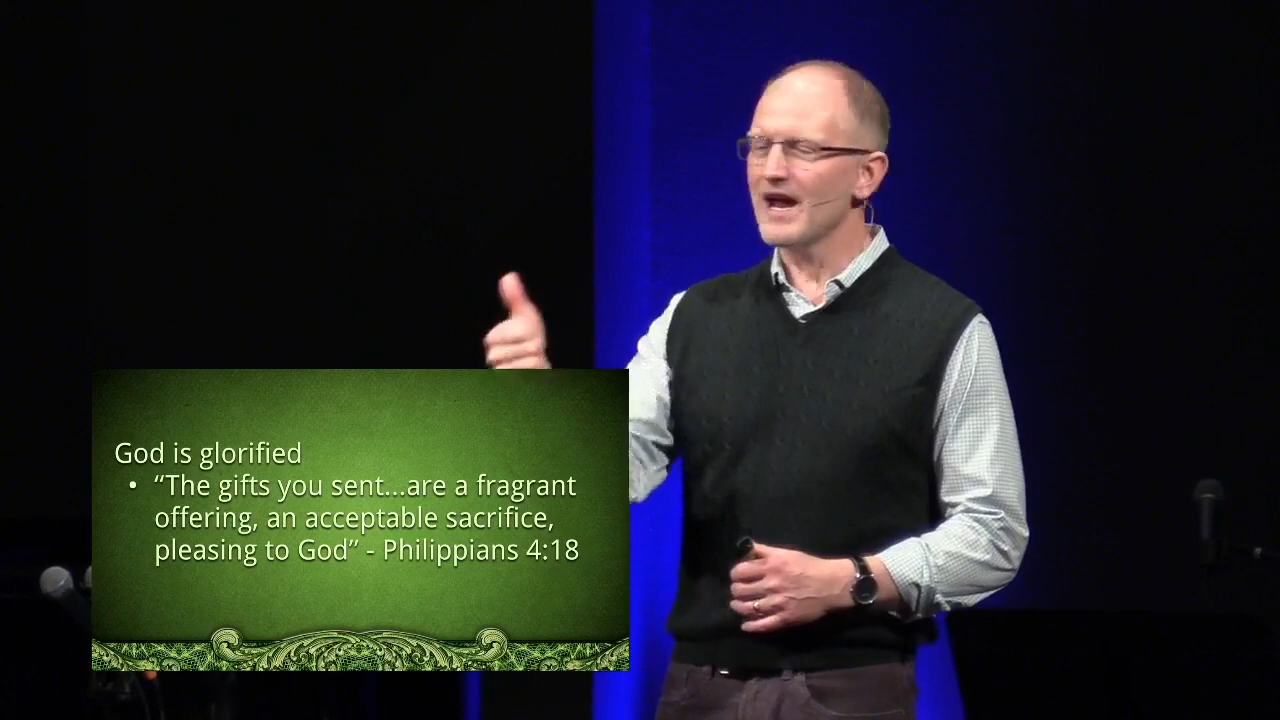 God is glorified
• “The gifts you sent...are a fragrant
offering, an acceptable sacrifice,
pleasing to God” - Philippians 4:18